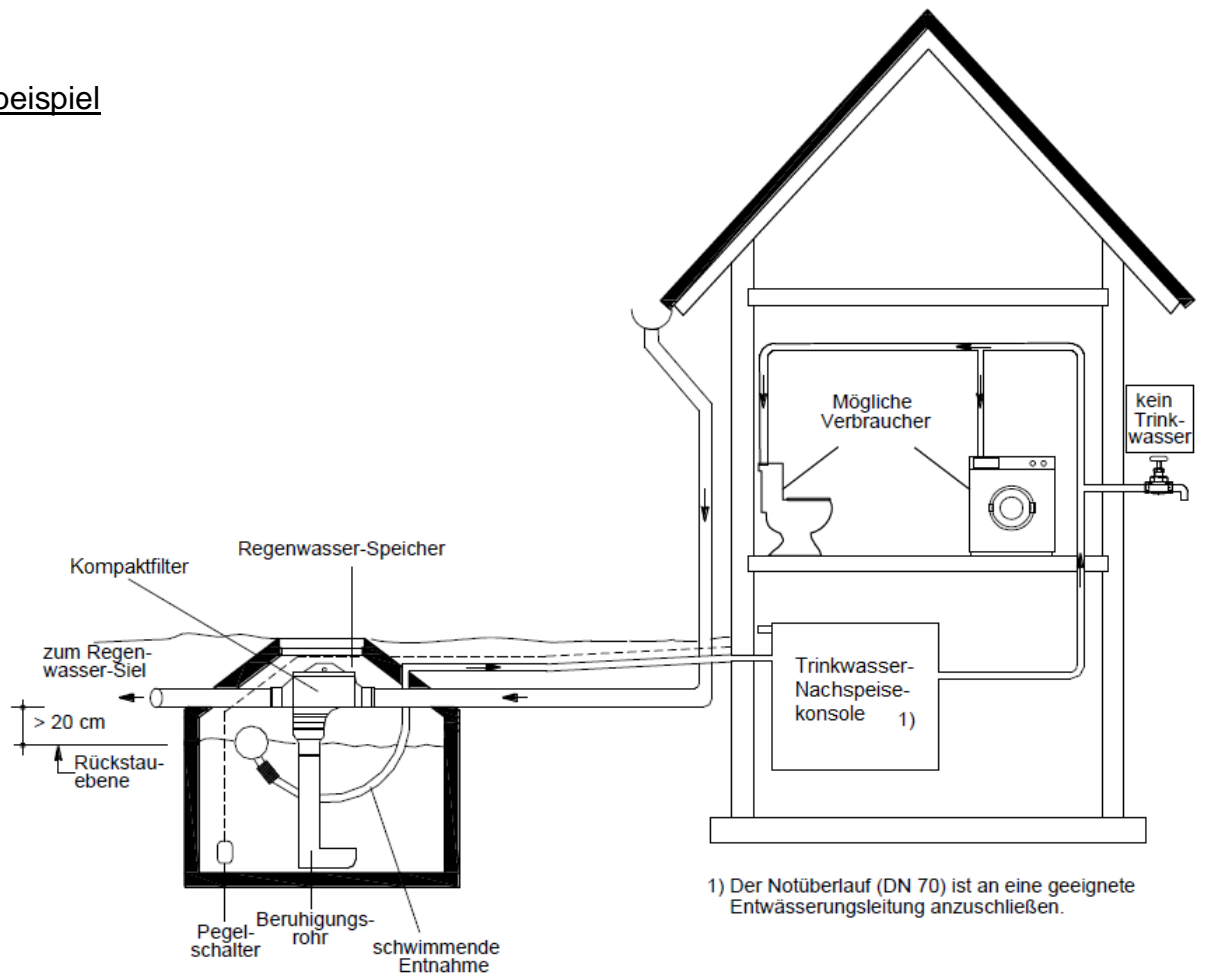 beispiel
kein
Trink-
wasser
Mögliche
Verbraucher
Regenwasser-Speicher
Kompaktfilter
zum Regen-
wasser-Siel
> 20 cm
Rückstau-
ebene
Trinkwasser-
Nachspeise-
konsole 1)
Pegel-
schalter
Beruhigungs-
rohr
schwimmende
Entnahme
1) Der Notüberlauf (DN 70) ist an eine geeignete
Entwässerungsleitung anzuschließen.